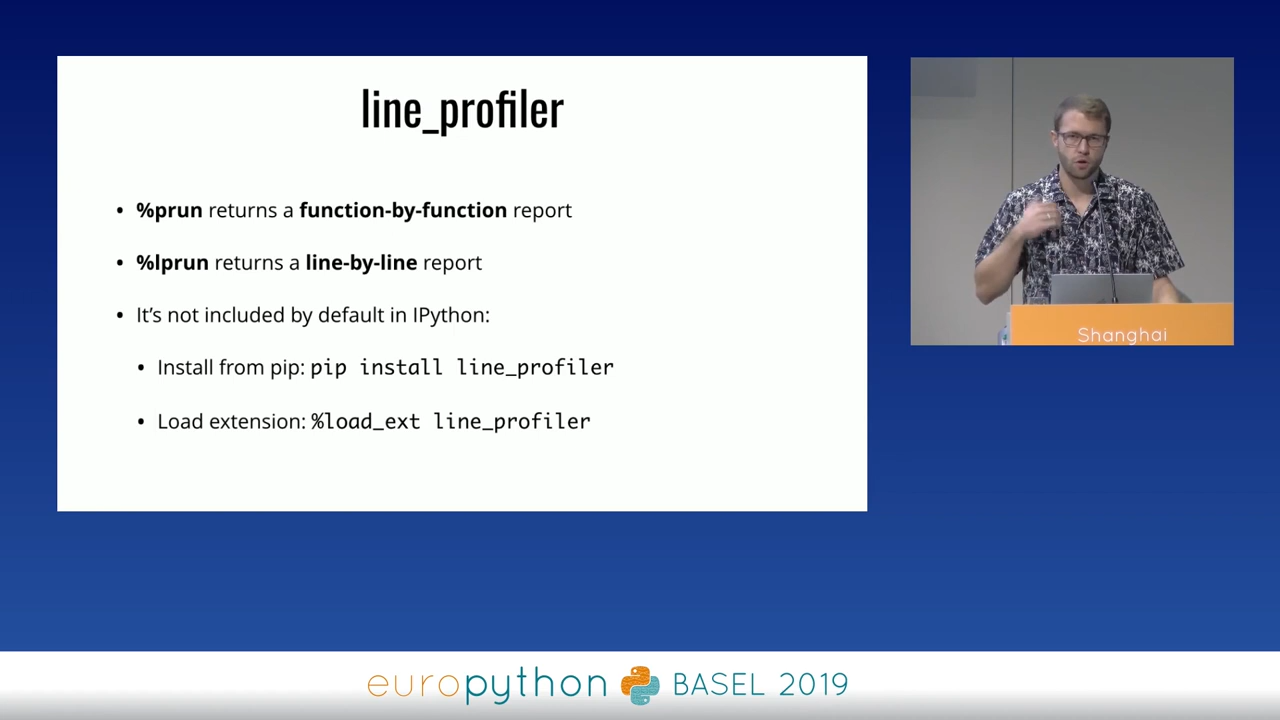 line_profiler
• %prun returns a function-by-function report
• %lprun returns a line-by-line report
• It’s not included by default in IPython:
• Install from pip: pip install line_profiler
• Load extension: %load_ext line_profiler
Shanghai
europython BASEL 2019